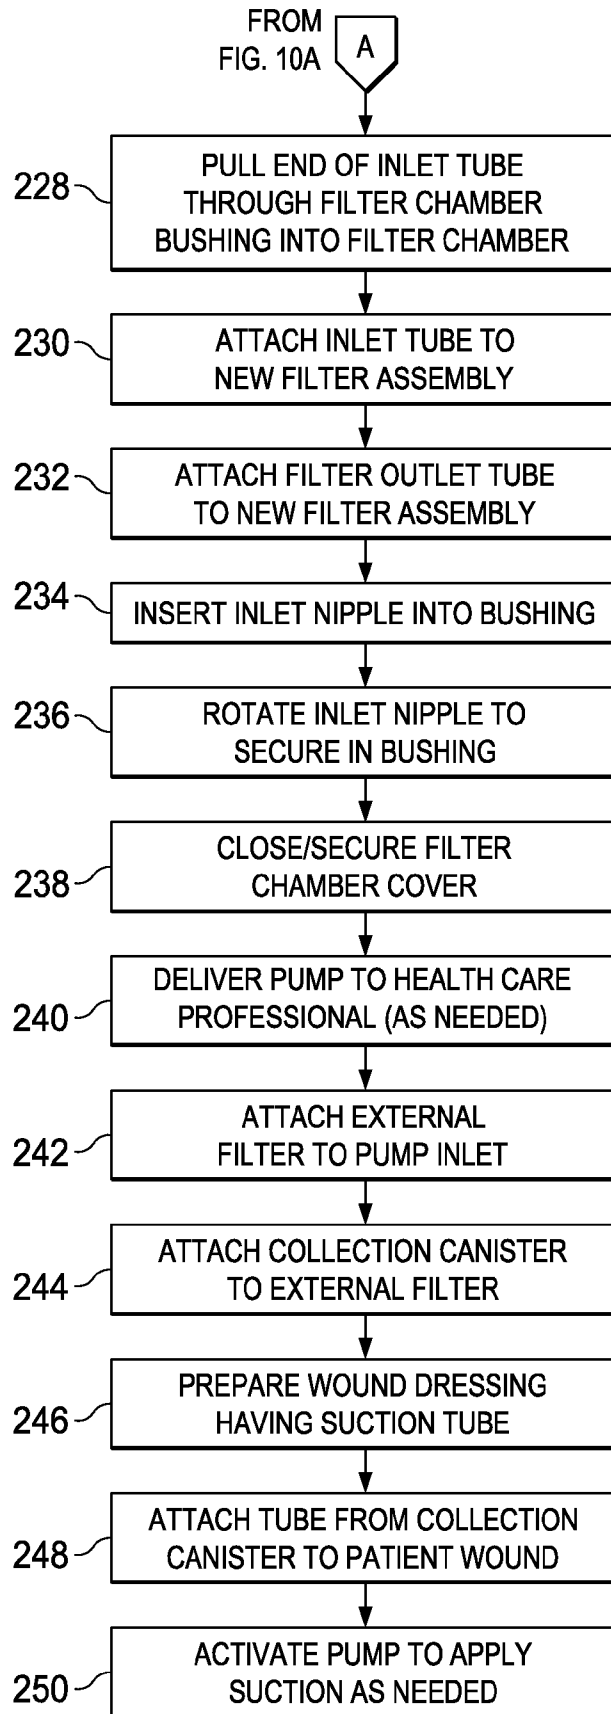 FROM
FIG. 10A
A
228
PULL END OF INLET TUBE
THROUGH FILTER CHAMBER
BUSHING INTO FILTER CHAMBER
230
ATTACH INLET TUBE TO
NEW FILTER ASSEMBLY
232
ATTACH FILTER OUTLET TUBE
TO NEW FILTER ASSEMBLY
234
INSERT INLET NIPPLE INTO BUSHING
236
ROTATE INLET NIPPLE TO
SECURE IN BUSHING
238
CLOSE/SECURE FILTER
CHAMBER COVER
240
DELIVER PUMP TO HEALTH CARE
PROFESSIONAL (AS NEEDED)
242
ATTACH EXTERNAL
FILTER TO PUMP INLET
244
ATTACH COLLECTION CANISTER
TO EXTERNAL FILTER
246
PREPARE WOUND DRESSING
HAVING SUCTION TUBE
248
ATTACH TUBE FROM COLLECTION
CANISTER TO PATIENT WOUND
250
ACTIVATE PUMP TO APPLY
SUCTION AS NEEDED